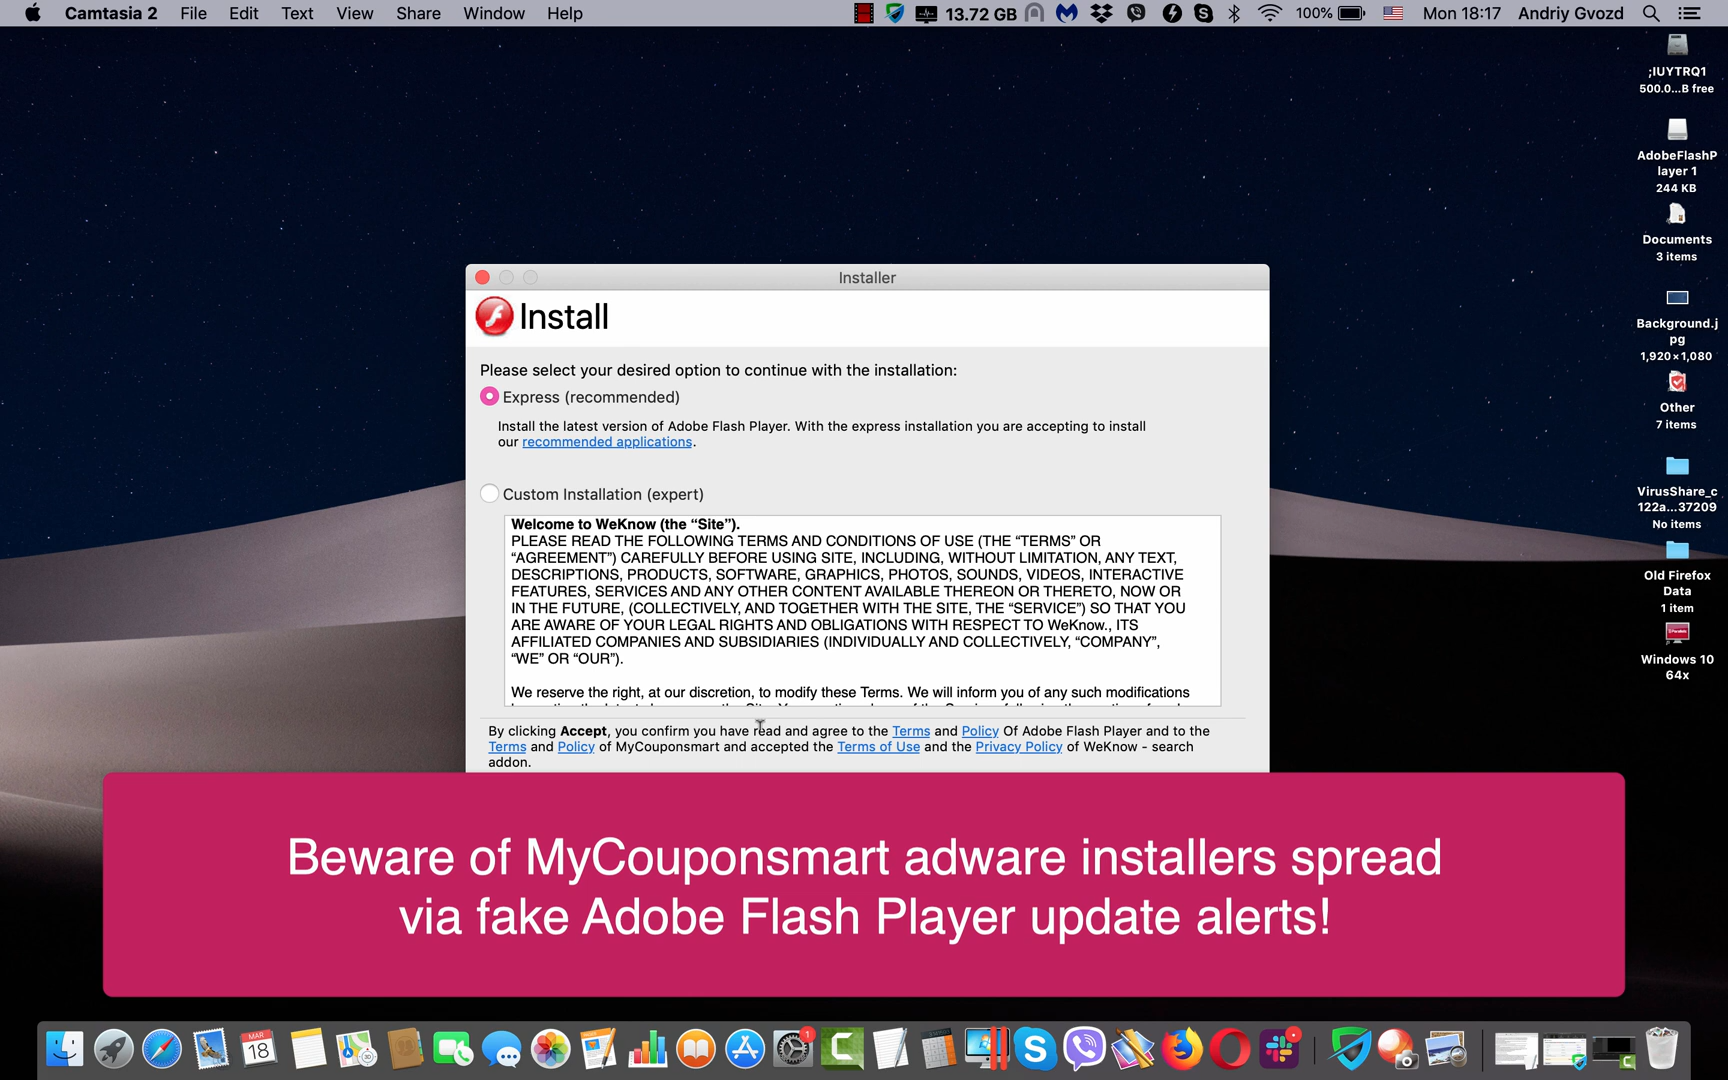 Camtasia 2 File Edit Text View Share Window Help 13.72 GB 100% Mon 18:17 Andriy Gvozd
;IUYTRQ1
500.0...B free
AdobeFlashP
layer 1
244 KB
Documents
3 items
Background.j
pg
1,920×1,080
Other
7 items
VirusShare_c
122a...37209
No items
Old Firefox
Data
1 item
Windows 10
64x
Installer
Install
Please select your desired option to continue with the installation:
Express (recommended)
Install the latest version of Adobe Flash Player. With the express installation you are accepting to install
our recommended applications.
Custom Installation (expert)
Welcome to WeKnow (the “Site”).
PLEASE READ THE FOLLOWING TERMS AND CONDITIONS OF USE (THE “TERMS” OR
“AGREEMENT”) CAREFULLY BEFORE USING SITE, INCLUDING, WITHOUT LIMITATION, ANY TEXT,
DESCRIPTIONS, PRODUCTS, SOFTWARE, GRAPHICS, PHOTOS, SOUNDS, VIDEOS, INTERACTIVE
FEATURES, SERVICES AND ANY OTHER CONTENT AVAILABLE THEREON OR THERETO, NOW OR
IN THE FUTURE, (COLLECTIVELY, AND TOGETHER WITH THE SITE, THE “SERVICE”) SO THAT YOU
ARE AWARE OF YOUR LEGAL RIGHTS AND OBLIGATIONS WITH RESPECT TO WeKnow., ITS
AFFILIATED COMPANIES AND SUBSIDIARIES (INDIVIDUALLY AND COLLECTIVELY, “COMPANY”,
“WE” OR “OUR”).
We reserve the right, at our discretion, to modify these Terms. We will inform you of any such modifications
By clicking Accept, you confirm you have read and agree to the Terms and Policy Of Adobe Flash Player and to the
Terms and Policy of MyCouponsmart and accepted the Terms of Use and the Privacy Policy of WeKnow - search
addon.
Beware of MyCouponsmart adware installers spread
via fake Adobe Flash Player update alerts!
MAR
18
1